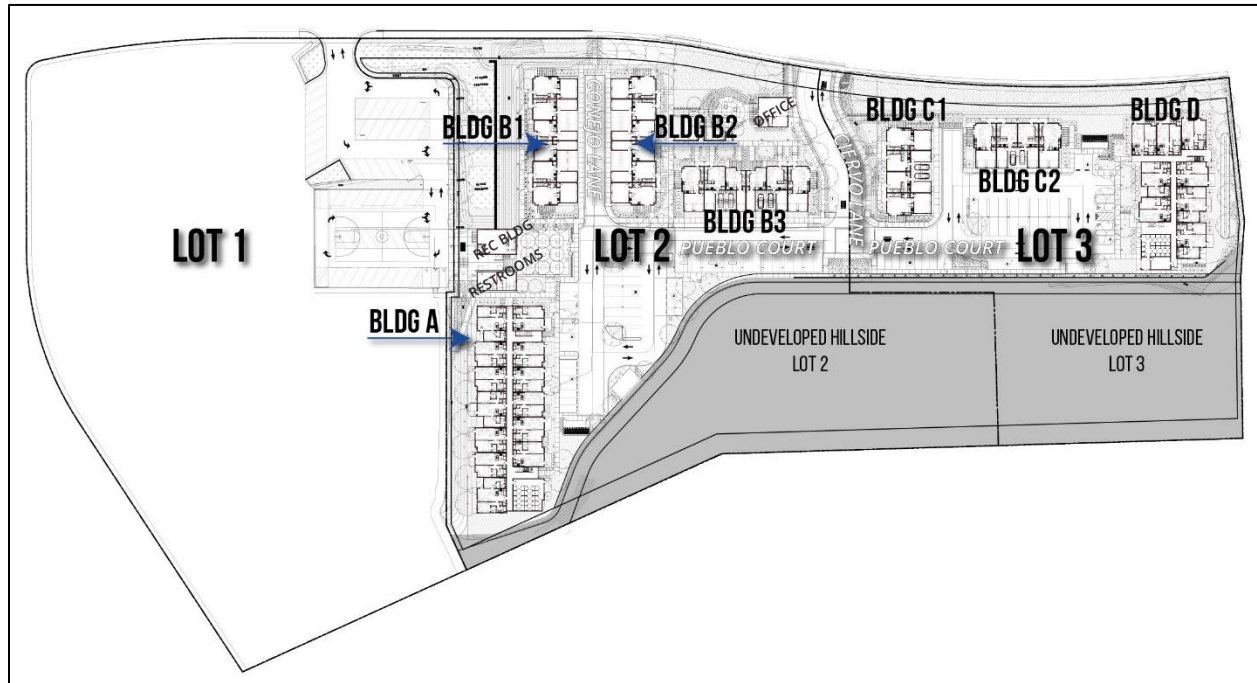 BLDG B1
CONEJO LANE
BLDG B2
OFFICE
CIERVO LANE
BLDG C1
BLDG D
BLDG C2
BLDG B3
LOT 1
REC BLDG
LOT 2
PUEBLO COURT
PUEBLO COURT
LOT 3
RESTROOMS
BLDG A
UNDEVELOPED HILLSIDE
LOT 2
UNDEVELOPED HILLSIDE
LOT 3